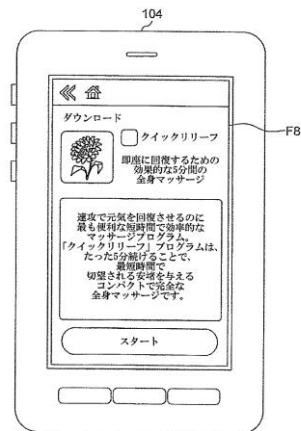 104
F8
ダウンロード
クイックリリーフ
即座に回復するための
効果的な5分間の
全身マッサージ
速攻で元気を回復させるのに
最も便利な短時間で効率的な
マッサージプログラム。
「クイックリリーフ」プログラムは、
たった5分続けることで、
最短時間で
切望される安堵を与える
コンパクトで完全な
全身マッサージです。
スタート